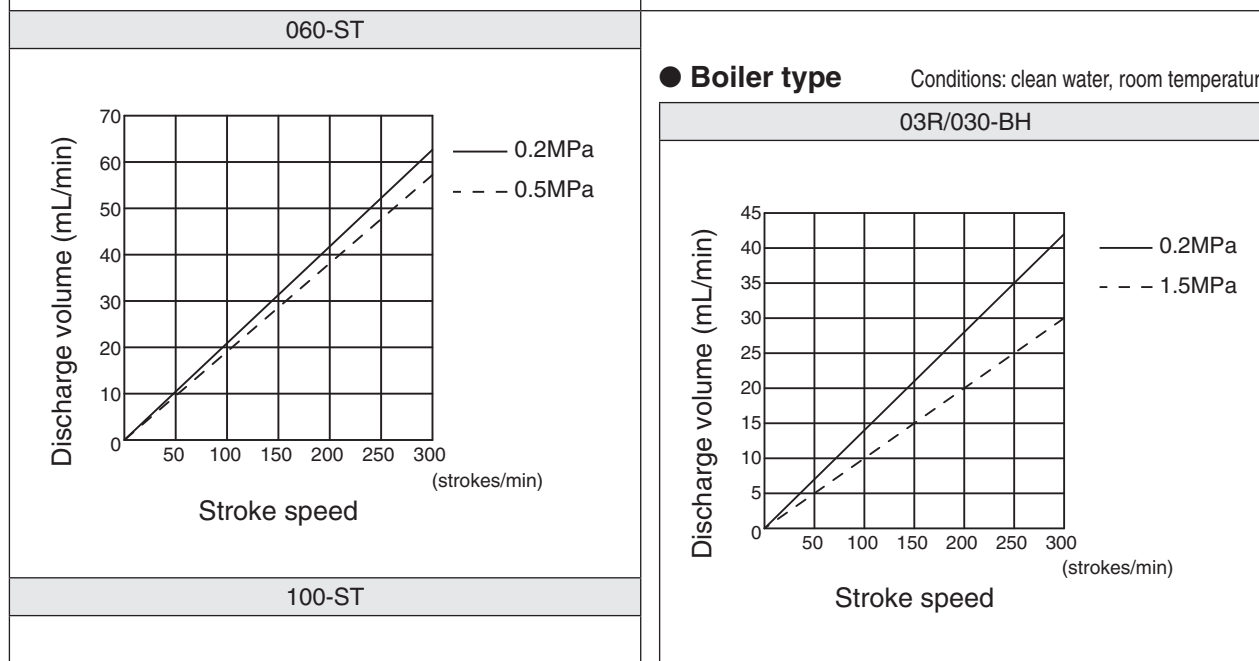 060-ST
70
60
50
40
30
20
10
0
50 100 150 200 250 300
(strokes/min)
Discharge volume (mL/min)
Stroke speed
0.2MPa
0.5MPa
100-ST
● Boiler type Conditions: clean water, room temperatur
03R/030-BH
45
40
35
30
25
20
15
10
5
0
50 100 150 200 250 300
(strokes/min)
Discharge volume (mL/min)
Stroke speed
0.2MPa
1.5MPa